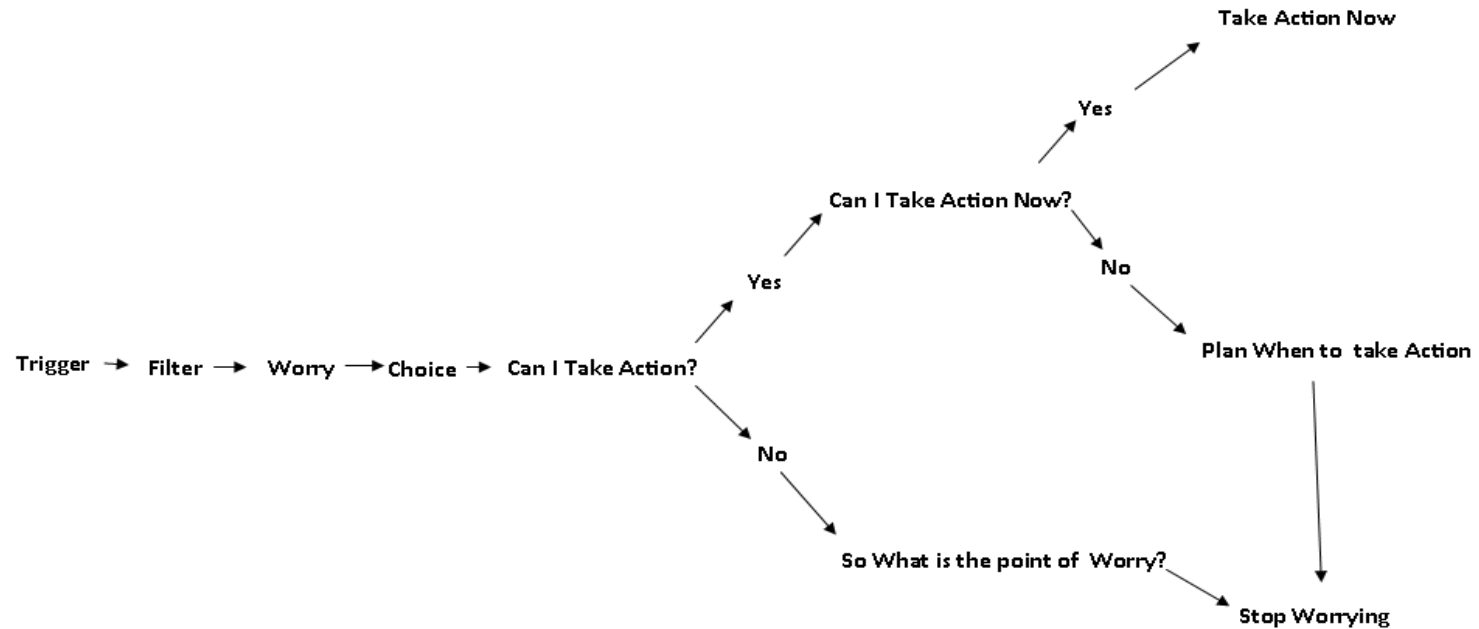 Take Action Now
Yes
Can I Take Action Now?
No
Yes
Plan When to take Action
Trigger
Filter
Worry
Choice
Can I Take Action?
No
So What is the point of Worry?
Stop Worrying